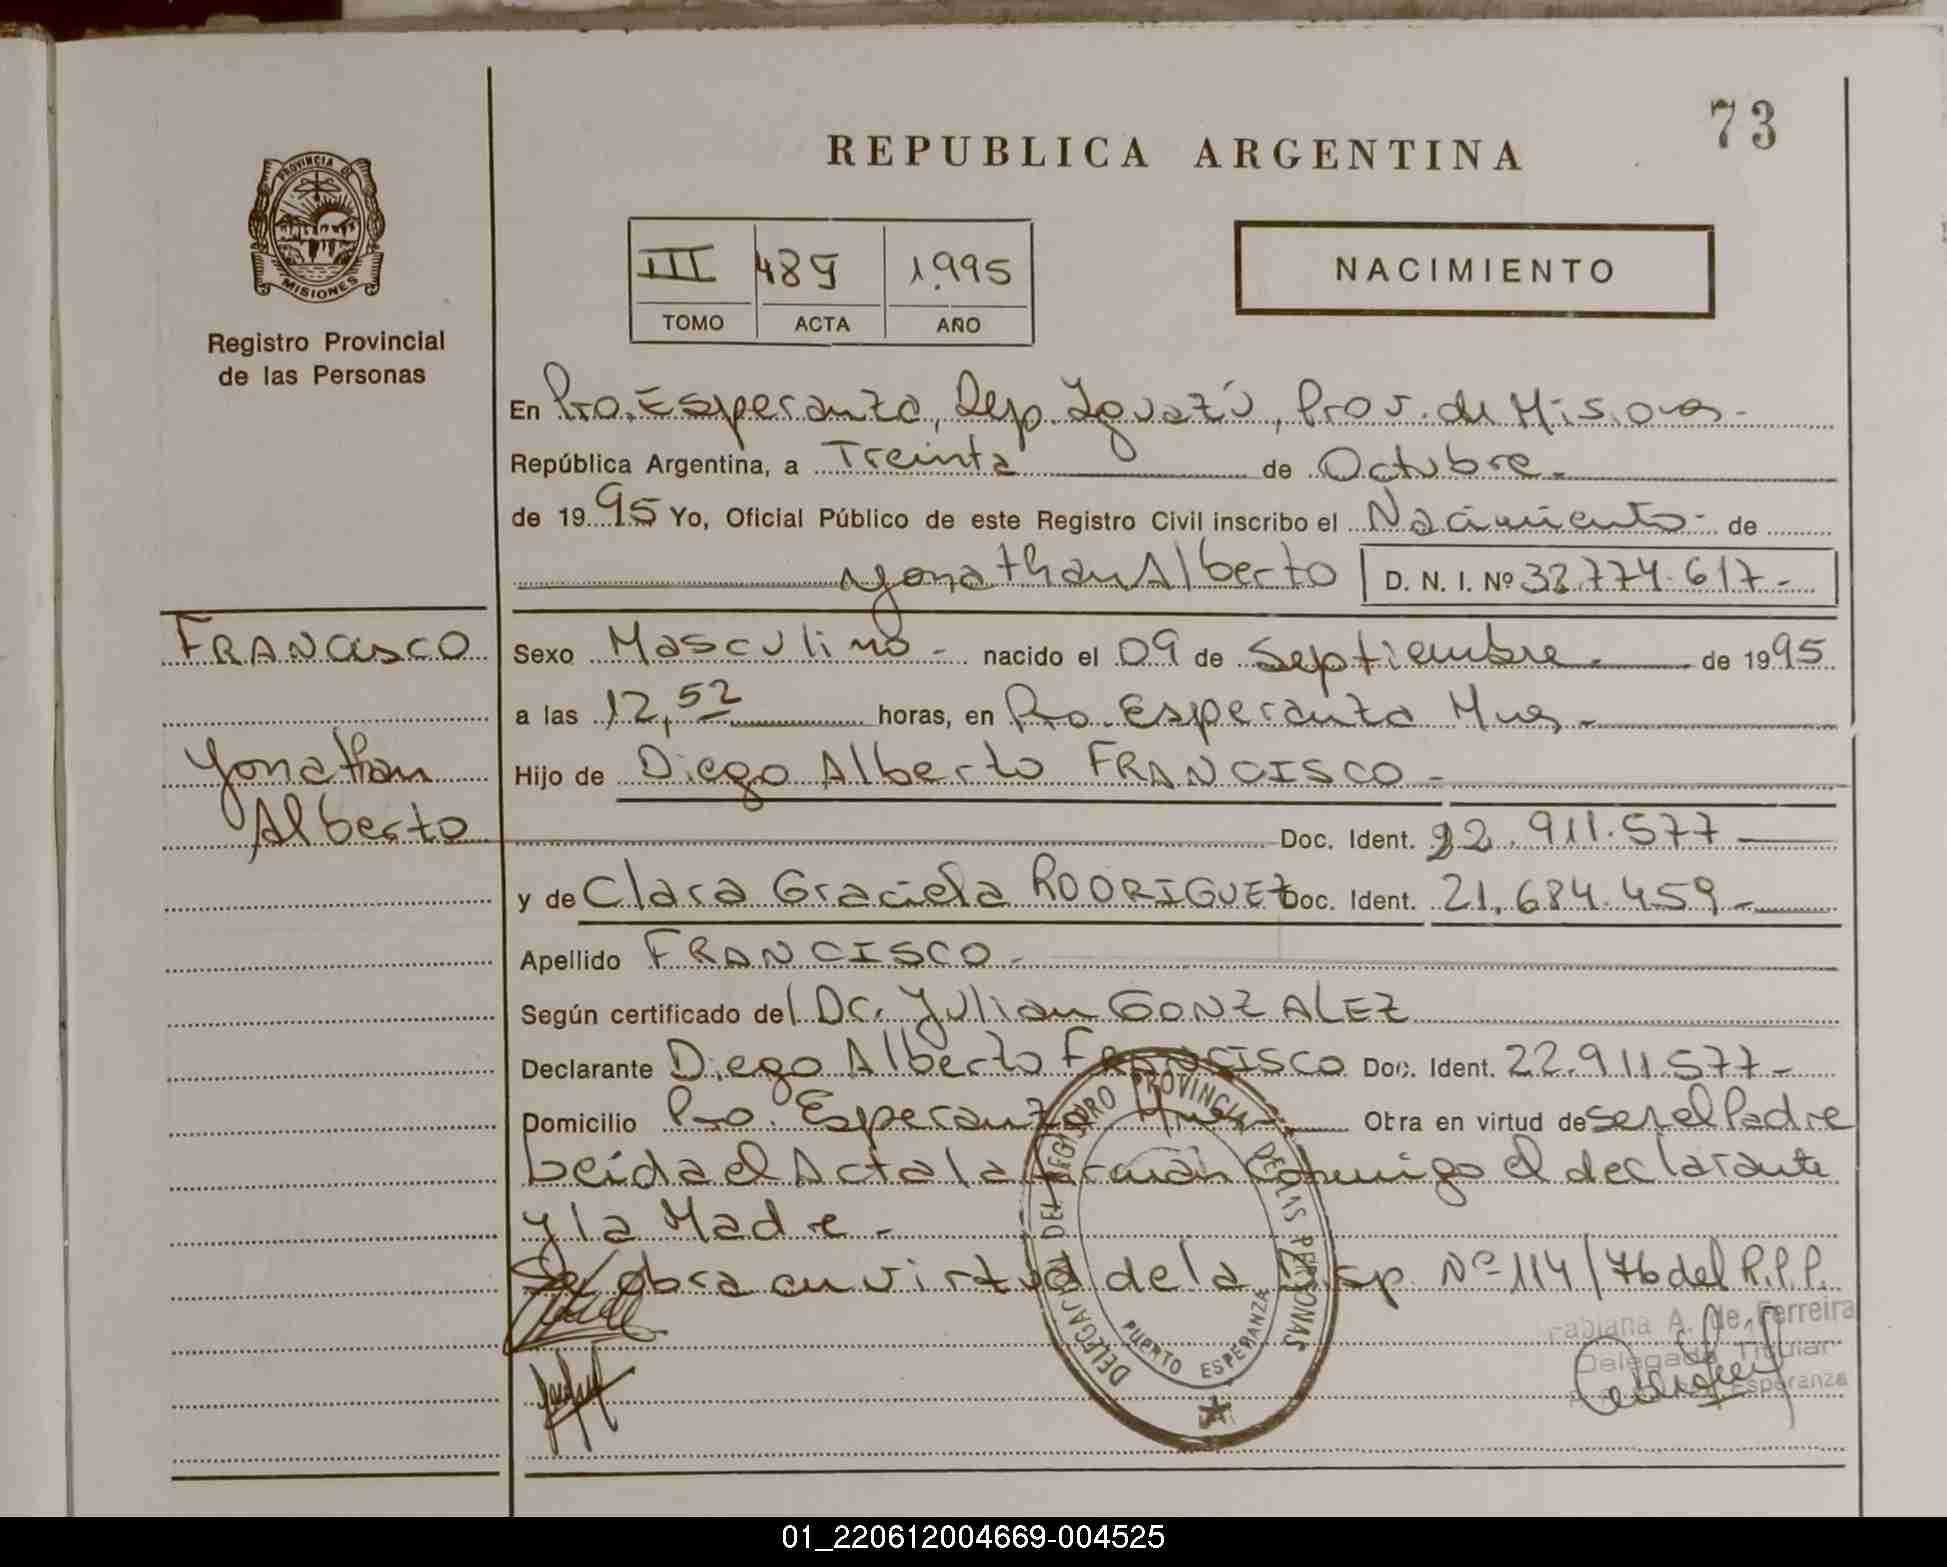 73
REPUBLICA ARGENTINA
PROVINCIA DE
MISIONES
Registro Provincial
de las Personas
III 489 1.995
TOMO ACTA AÑO
NACIMIENTO
En Pto. Esperanza, Dep. Iguazú, Prov. de Misiones-
República Argentina, a Treinta de Octubre.-
de 1995 Yo, Oficial Público de este Registro Civil inscribo el Nacimiento- de
Yonathan Alberto D. N. I. Nº 38.774.617.-
FRANCISCO
Yonathan
Alberto
Sexo Masculino.- nacido el 09 de Septiembre.- de 1995
a las 12,52 horas, en Pto. Esperanza Mnes.-
Hijo de Diego Alberto FRANCISCO.-
Doc. Ident. 22.911.577
y de Clara Graciela RODRIGUEZ Doc. Ident. 21.684.459.-
Apellido FRANCISCO.-
Según certificado del Dr. Yulian GONZALEZ
Declarante Diego Alberto FRANCISCO Doc. Ident. 22.911.577.-
Domicilio Pto. Esperanza Mnes.- Obra en virtud de ser el Padre
Leida el Acta la firman conmigo el declarante
y la Madre.-
Se obra en virtud de la Disp. Nº 114/76 del R.P.P.
DELEGACION DEL REGISTRO PROVINCIAL DE LAS PERSONAS
PUERTO ESPERANZA
Fabiana A. de Ferreira
Delegada Titular
Esperanza
01_220612004669-004525